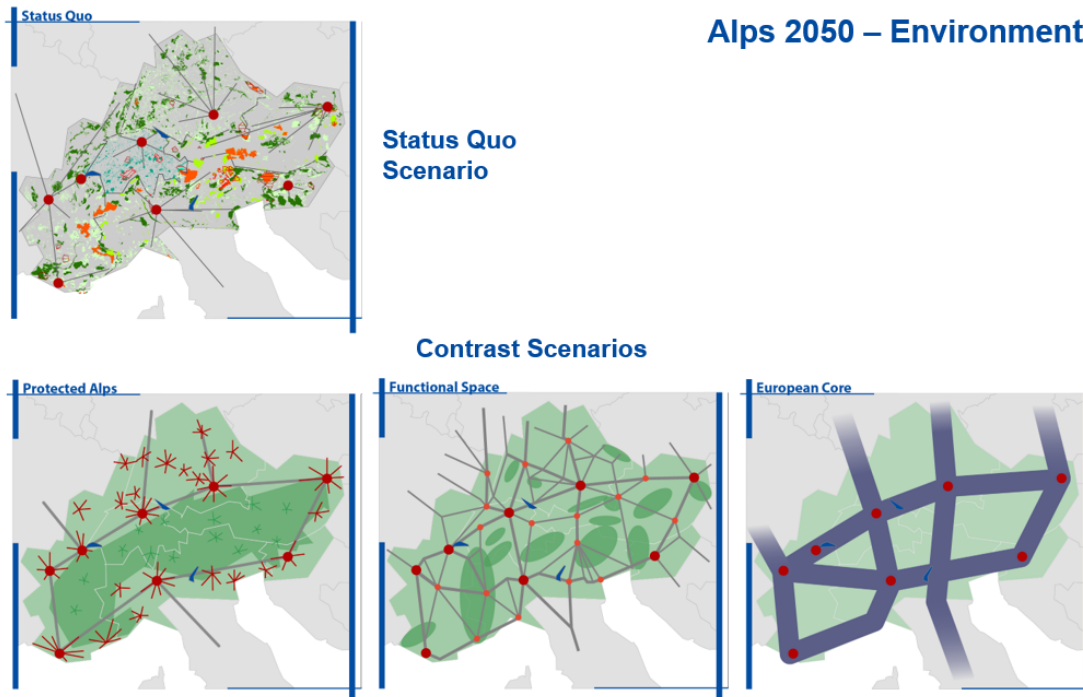 Status Quo
Alps 2050 – Environment
Status Quo
Scenario
Contrast Scenarios
Protected Alps
Functional Space
European Core